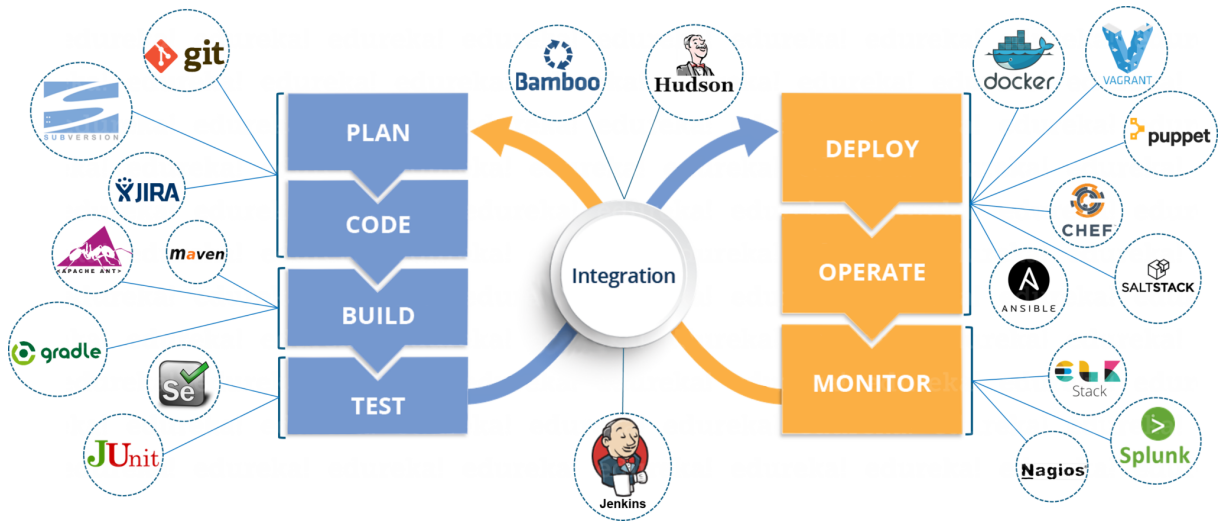 git
SUBVERSION
JIRA
<APACHE ANT>
maven
gradle
Se
JUnit
PLAN
CODE
BUILD
TEST
Bamboo
Hudson
Integration
Jenkins
DEPLOY
OPERATE
MONITOR
docker
VAGRANT
puppet
CHEF
ANSIBLE
SALTSTACK
ELK
Stack
Splunk
Nagios